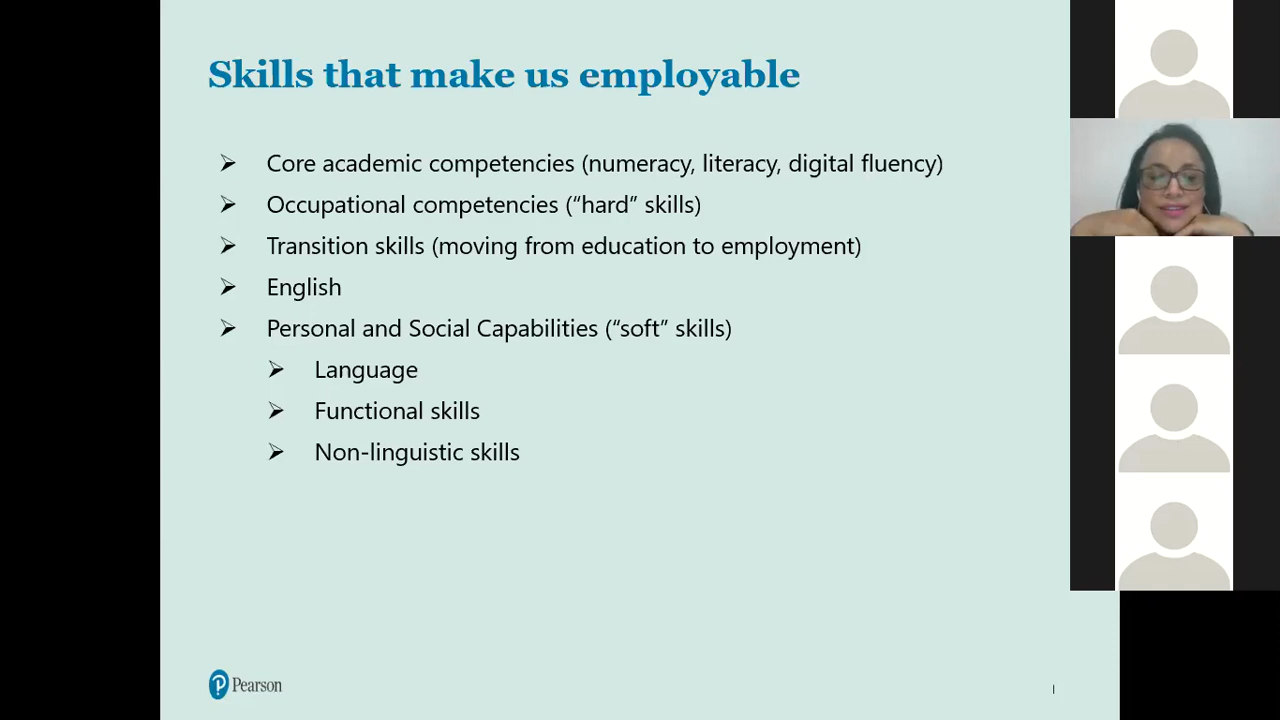 Skills that make us employable
➢ Core academic competencies (numeracy, literacy, digital fluency)
➢ Occupational competencies (“hard” skills)
➢ Transition skills (moving from education to employment)
➢ English
➢ Personal and Social Capabilities (“soft” skills)
➢ Language
➢ Functional skills
➢ Non-linguistic skills
Pearson